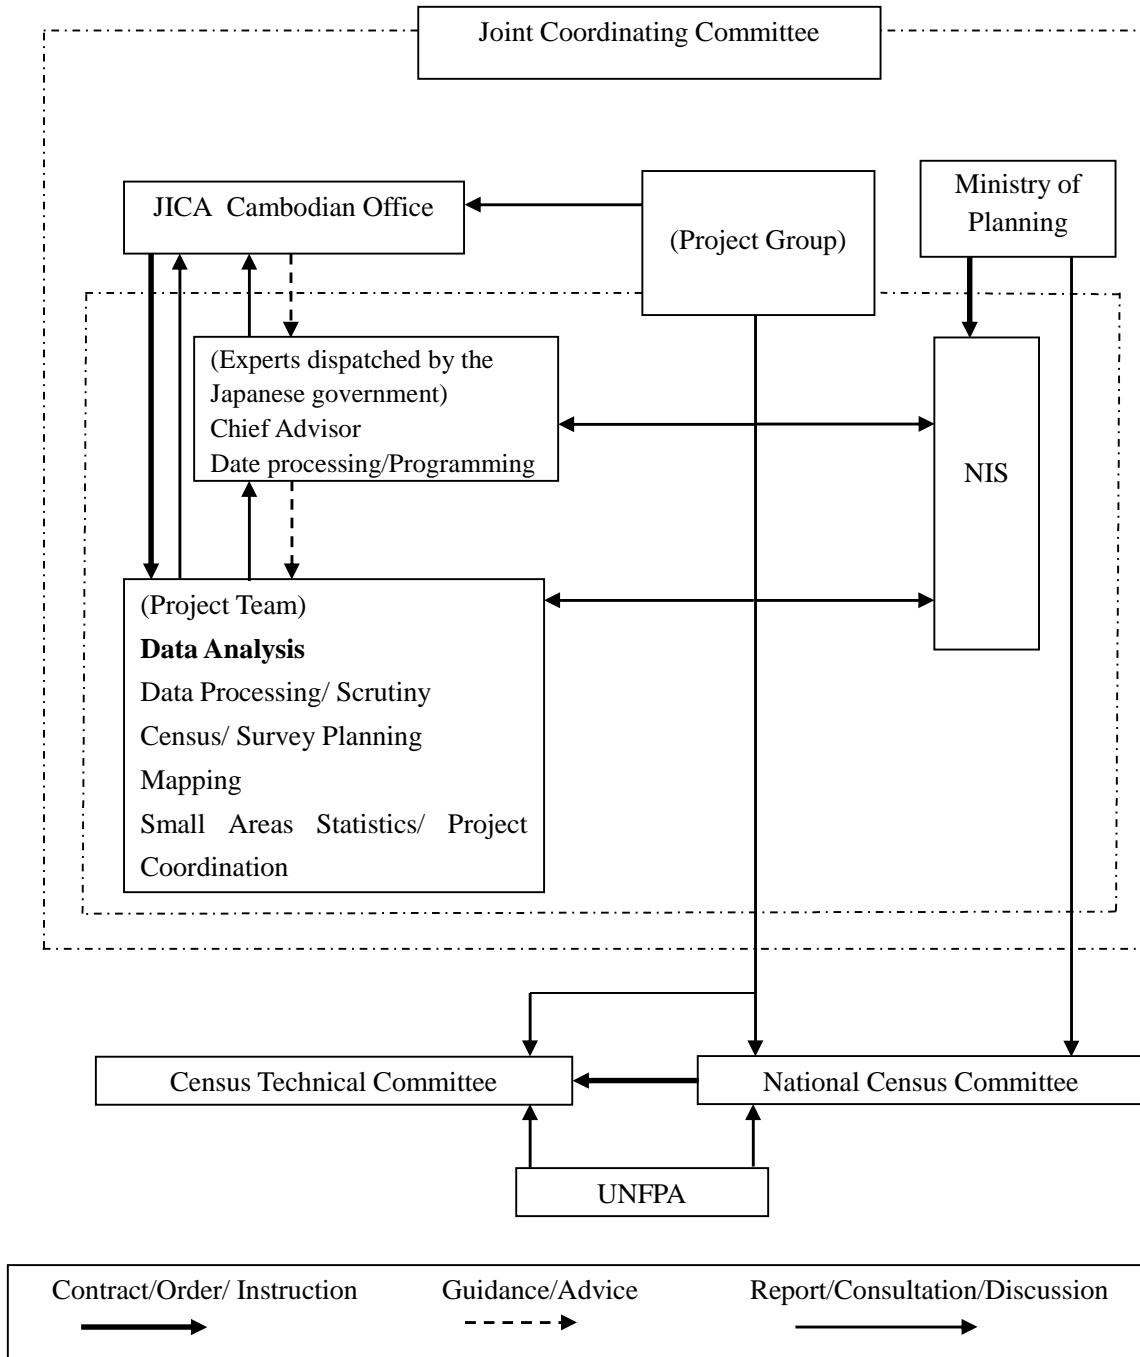 Joint Coordinating Committee
JICA Cambodian Office
(Project Group)
Ministry of
Planning
(Experts dispatched by the
Japanese government)
Chief Advisor
Date processing/Programming
NIS
(Project Team)
Data Analysis
Data Processing/ Scrutiny
Census/ Survey Planning
Mapping
Small Areas Statistics/ Project
Coordination
Census Technical Committee
National Census Committee
UNFPA
Contract/Order/ Instruction
Guidance/Advice
Report/Consultation/Discussion